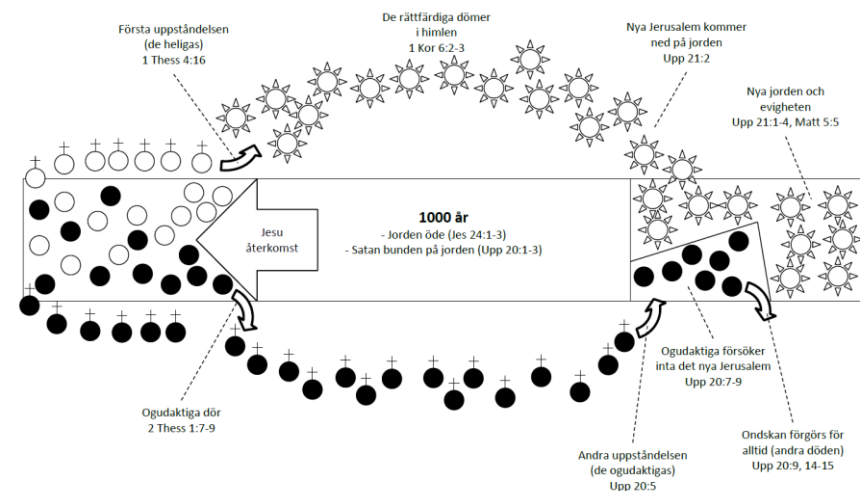 Första uppståndelsen
(de heligas)
1 Thess 4:16
De rättfärdiga dömer
i himlen
1 Kor 6:2-3
Nya Jerusalem kommer
ned på jorden
Upp 21:2
Nya jorden och
evigheten
Upp 21:1-4, Matt 5:5
Jesu
återkomst
1000 år
- Jorden öde (Jes 24:1-3)
- Satan bunden på jorden (Upp 20:1-3)
Ogudaktiga dör
2 Thess 1:7-9
Andra uppståndelsen
(de ogudaktigas)
Upp 20:5
Ogudaktiga försöker
inta det nya Jerusalem
Upp 20:7-9
Ondskan förgörs för
alltid (andra döden)
Upp 20:9, 14-15